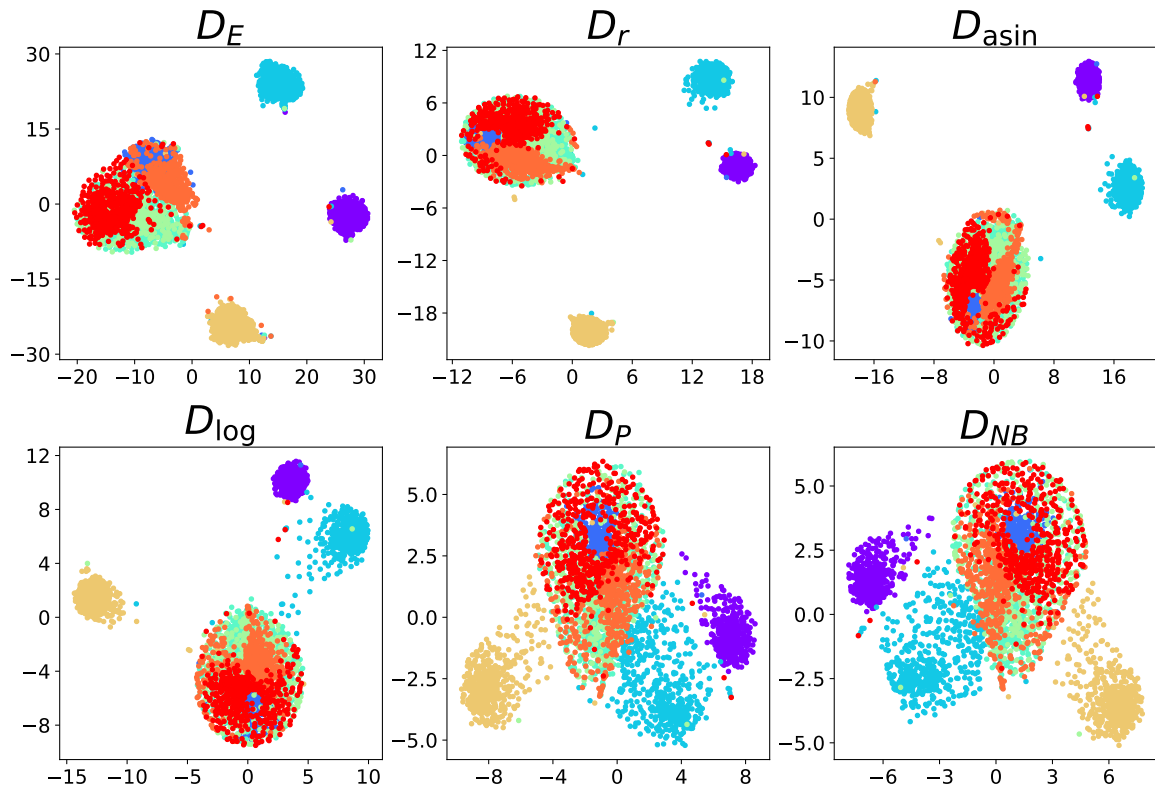 D_E D_r D_asin
30 15 0 −15 −30
−20 −10 0 10 20 30
12 6 0 −6 −12 −18
−12 −6 0 6 12 18
10 5 0 −5 −10
−16 −8 0 8 16
D_log D_P D_NB
12 8 4 0 −4 −8
−15 −10 −5 0 5 10
5.0 2.5 0.0 −2.5 −5.0
−8 −4 0 4 8
5.0 2.5 0.0 −2.5 −5.0
−6 −3 0 3 6